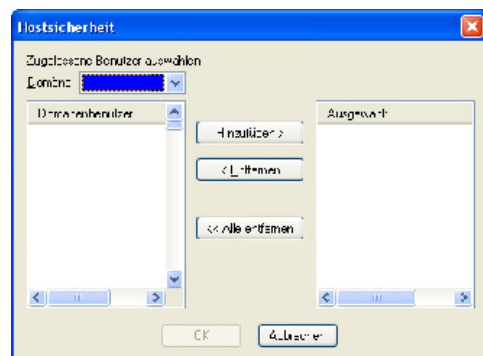 Hostsicherheit
Zugelassene Benutzer auswählen
Domäne
Domänenbenutzer
Ausgewählt
Hinzufügen >
< Entfernen
<< Alle entfernen
OK
Abbrechen